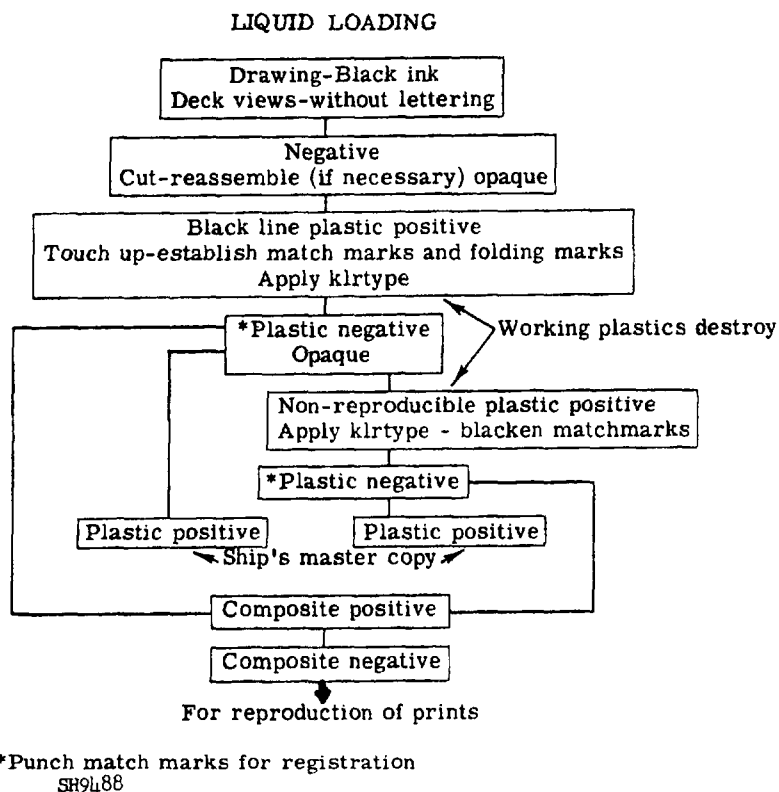 LIQUID LOADING
Drawing-Black ink
Deck views-without lettering
Negative
Cut-reassemble (if necessary) opaque
Black line plastic positive
Touch up-establish match marks and folding marks
Apply klrtype
*Plastic negative
Opaque
Working plastics destroy
Non-reproducible plastic positive
Apply klrtype - blacken matchmarks
*Plastic negative
Plastic positive
Plastic positive
Ship's master copy
Composite positive
Composite negative
For reproduction of prints
*Punch match marks for registration
SH9488